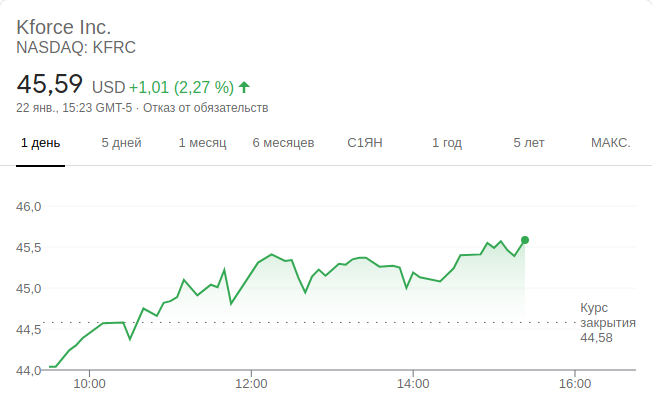 Kforce Inc.
NASDAQ: KFRC
45,59 USD +1,01 (2,27 %)
22 янв., 15:23 GMT-5 · Отказ от обязательств
1 день 5 дней 1 месяц 6 месяцев С1ЯН 1 год 5 лет МАКС.
46,0
45,5
45,0
44,5
44,0
Курс
закрытия
44,58
10:00 12:00 14:00 16:00